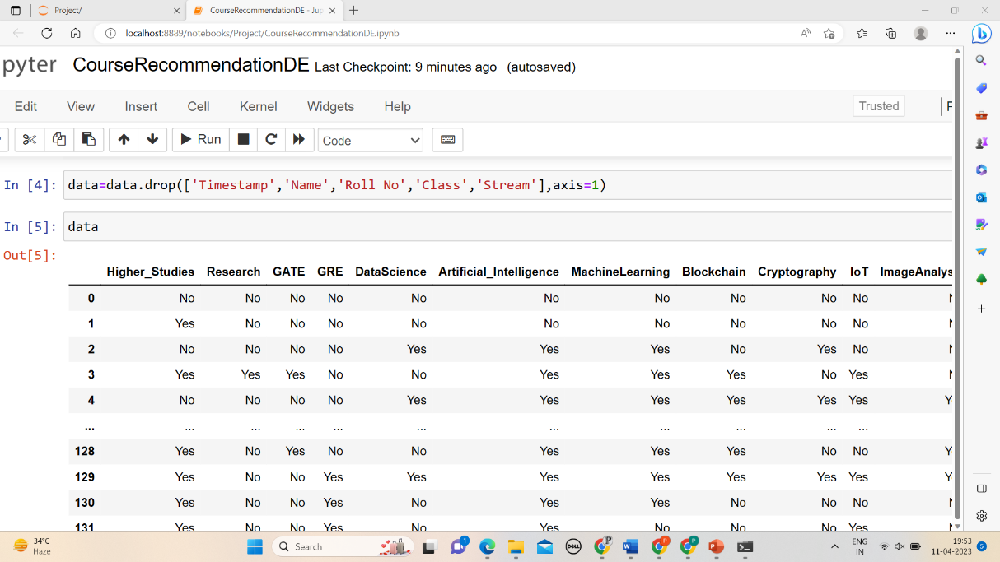 Project/
CourseRecommendationDE - Jup
localhost:8889/notebooks/Project/CourseRecommendationDE.ipynb
pyter CourseRecommendationDE Last Checkpoint: 9 minutes ago (autosaved)
Edit View Insert Cell Kernel Widgets Help Trusted
Run Code
In [4]: data=data.drop(['Timestamp','Name','Roll No','Class','Stream'],axis=1)
In [5]: data
Out[5]:
Higher_Studies Research GATE GRE DataScience Artificial_Intelligence MachineLearning Blockchain Cryptography IoT ImageAnalys
0 No No No No No No No No No No N
1 Yes No No No No No No No No No N
2 No No No No Yes Yes Yes No Yes No N
3 Yes Yes Yes No No Yes Yes Yes No Yes N
4 No No No No Yes Yes Yes Yes Yes Yes Y
... ... ... ... ... ... ... ... ... ... ...
128 Yes No Yes No No Yes Yes Yes No No Y
129 Yes No No Yes Yes Yes Yes Yes Yes Yes Y
130 Yes No No Yes No Yes Yes No No No N
131 Yes No No Yes No Yes No No No Yes N
34°C
Haze
Search
1
DELL
P
P
P
ENG
IN
19:53
11-04-2023
5